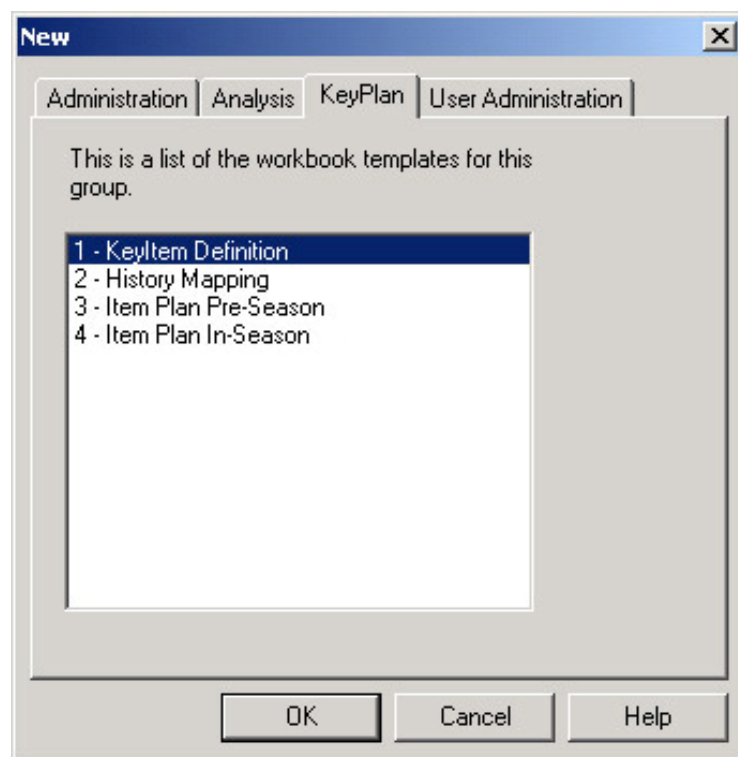 New
Administration
Analysis
KeyPlan
User Administration
This is a list of the workbook templates for this
group.
1 - KeyItem Definition
2 - History Mapping
3 - Item Plan Pre-Season
4 - Item Plan In-Season
OK
Cancel
Help